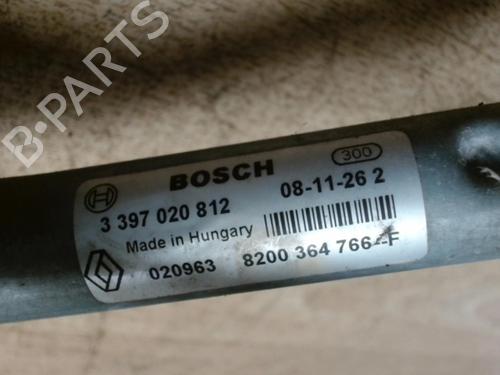 B-PARTS
BOSCH
300
3 397 020 812
08-11-26 2
Made in Hungary
020963
8200 364 766--F